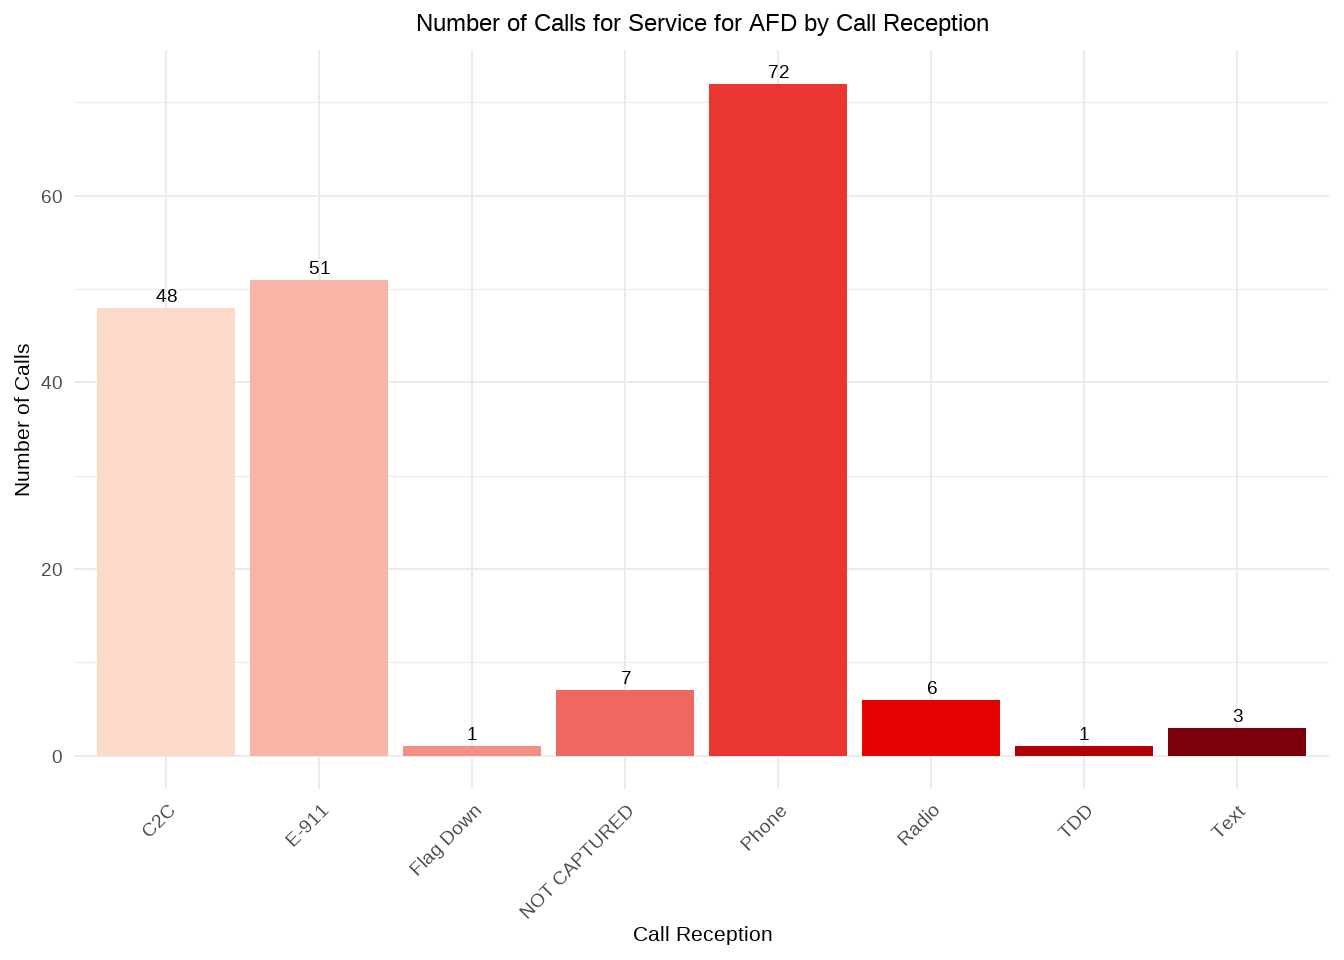 Number of Calls for Service for AFD by Call Reception
72
60
51
48
40
20
7
6
3
1
1
0
Number of Calls
C2C
E-911
Flag Down
NOT CAPTURED
Phone
Radio
TDD
Text
Call Reception